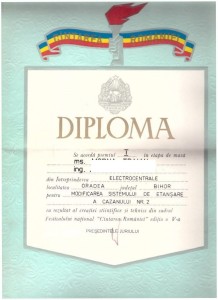 CÎNTAREA ROMÂNIEI
DIPLOMA
Se acordă premiul I în etapa de masă
ms.
ing.
din Întreprinderea ELECTROCENTRALE
localitatea ORADEA județul BIHOR
pentru MODIFICAREA SISTEMULUI DE ETANȘARE
A CAZANULUI NR. 2
ca rezultat al creației științifice și tehnice din cadrul
Festivalului național "Cîntarea României" ediția a V-a
PREȘEDINTELE JURIULUI